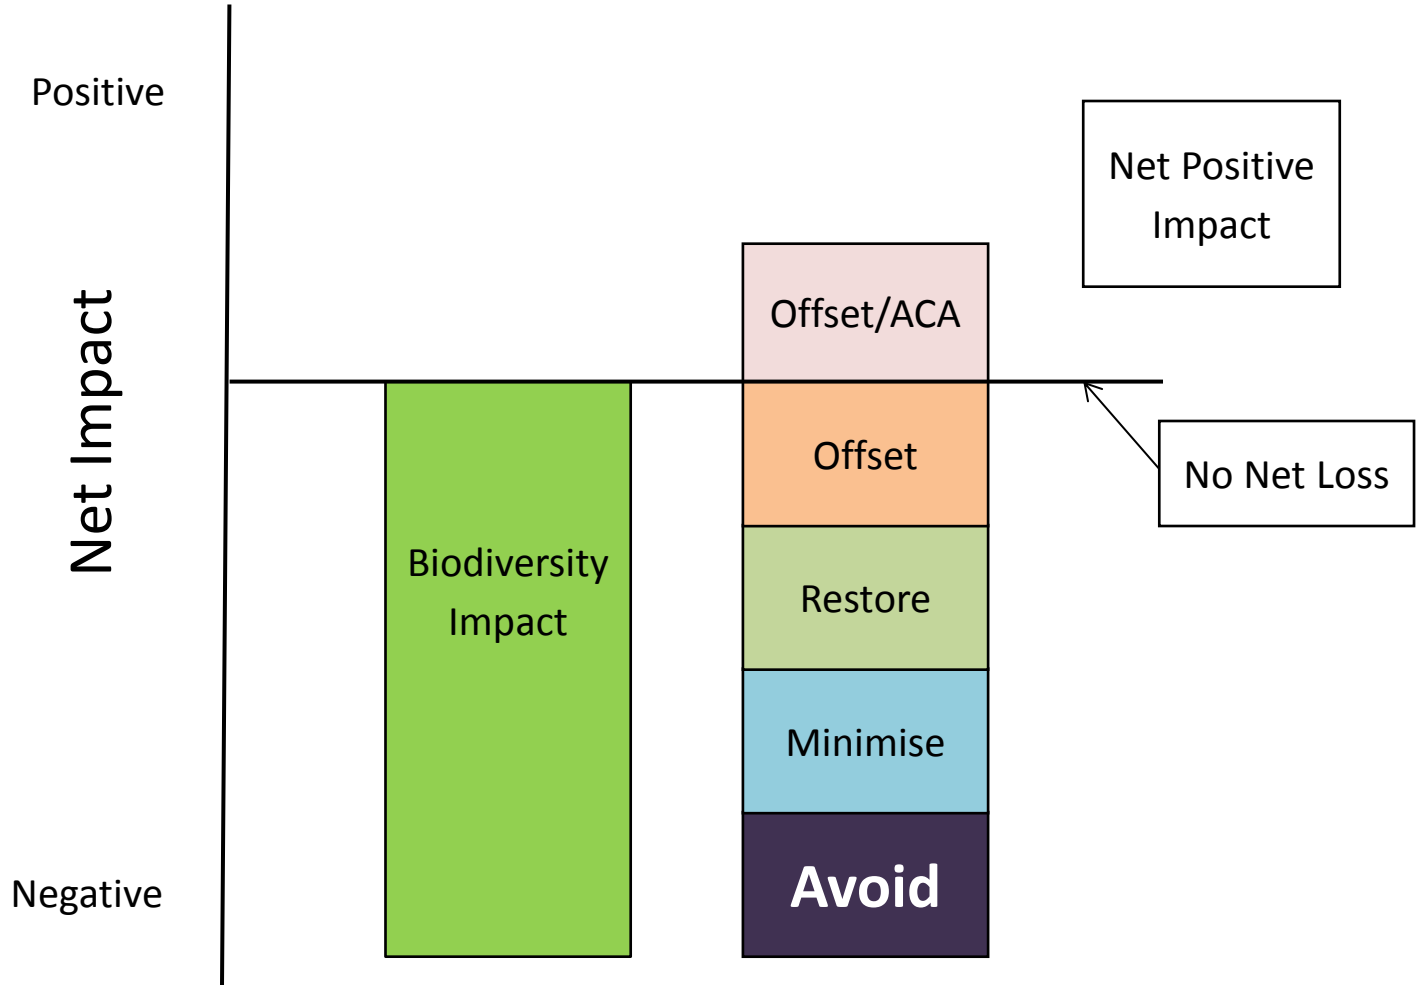 Positive
Net Positive
Impact
Offset/ACA
Net Impact
Offset
No Net Loss
Biodiversity
Impact
Restore
Minimise
Negative
Avoid